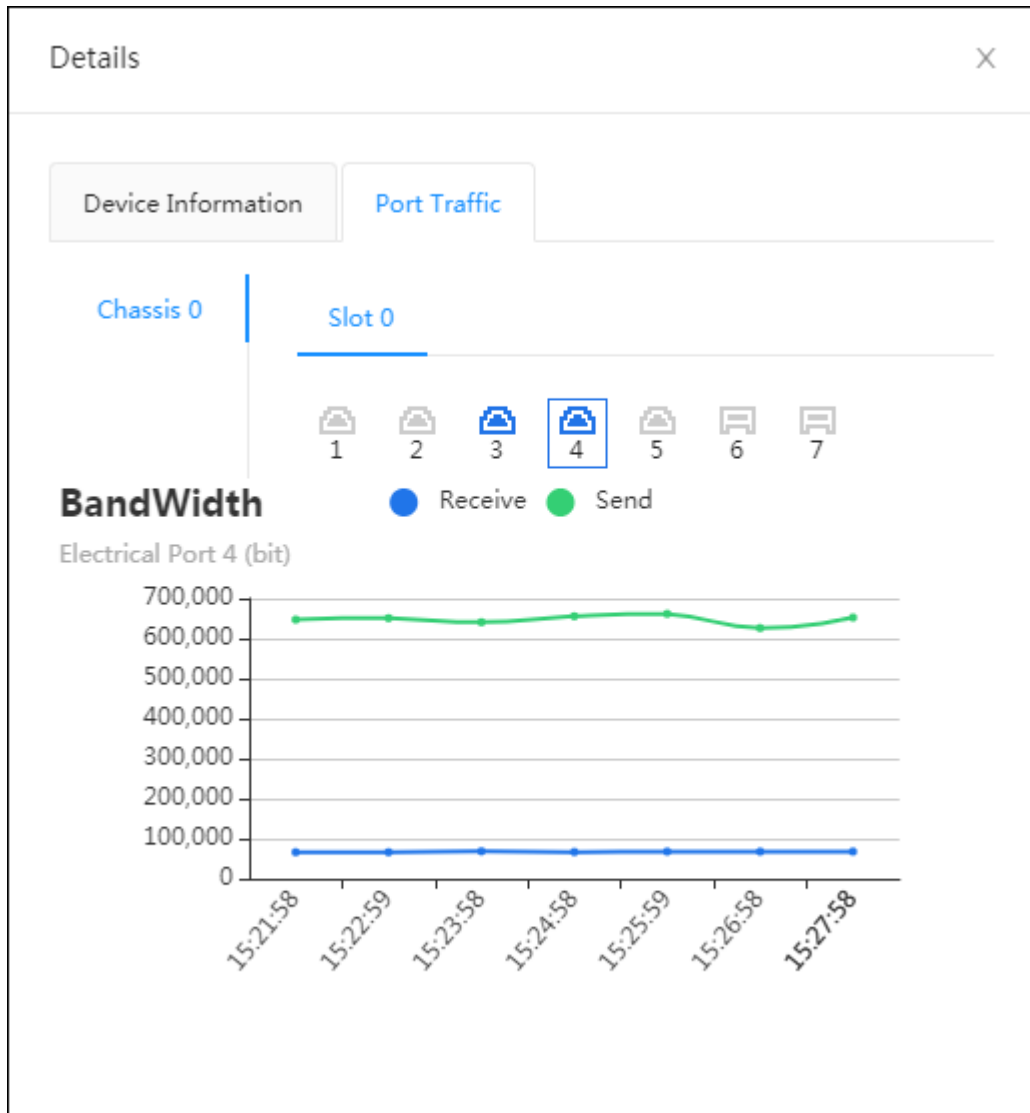 Details
Device Information Port Traffic
Chassis 0
Slot 0
1 2 3 4 5 6 7
BandWidth
Receive Send
Electrical Port 4 (bit)
700,000
600,000
500,000
400,000
300,000
200,000
100,000
0
15:21:58 15:22:59 15:23:58 15:24:58 15:25:59 15:26:58 15:27:58